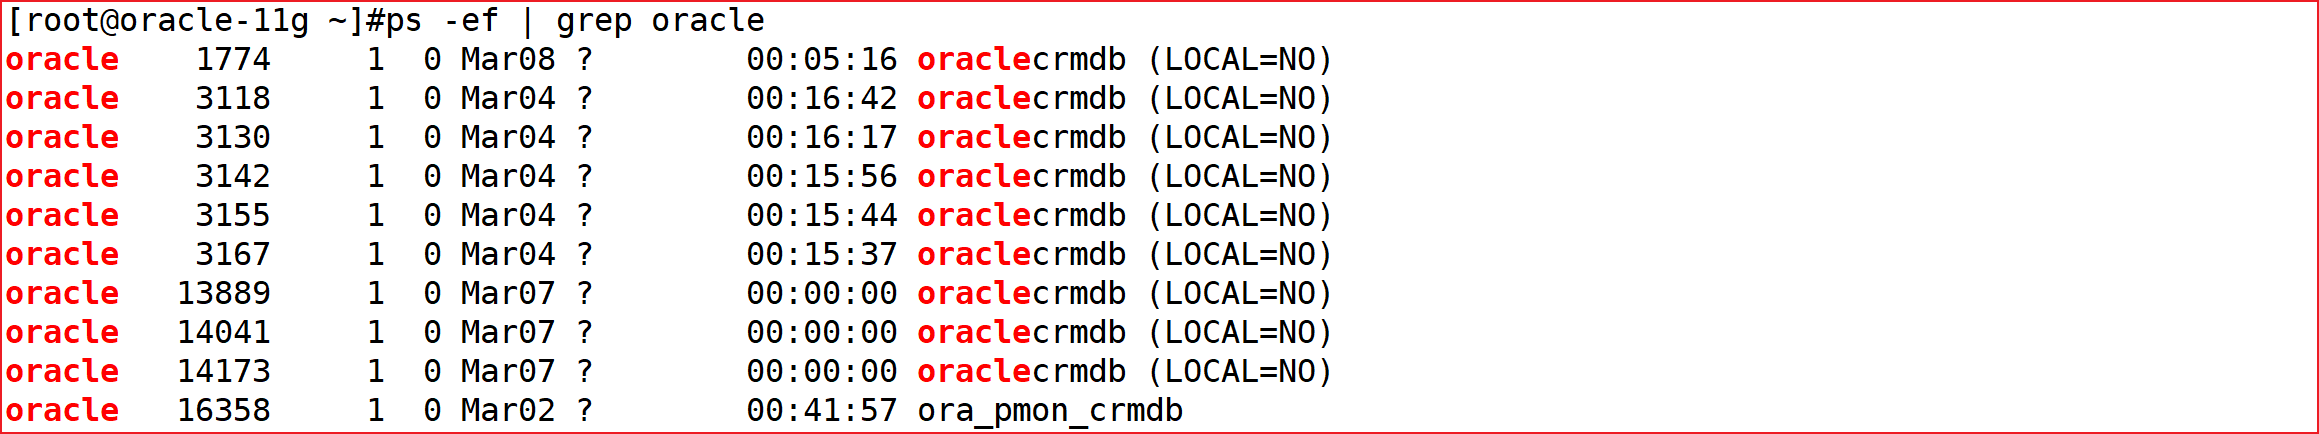 [root@oracle-11g ~]#ps -ef | grep oracle
oracle    1774     1  0 Mar08 ?        00:05:16 oraclecrmdb (LOCAL=NO)
oracle    3118     1  0 Mar04 ?        00:16:42 oraclecrmdb (LOCAL=NO)
oracle    3130     1  0 Mar04 ?        00:16:17 oraclecrmdb (LOCAL=NO)
oracle    3142     1  0 Mar04 ?        00:15:56 oraclecrmdb (LOCAL=NO)
oracle    3155     1  0 Mar04 ?        00:15:44 oraclecrmdb (LOCAL=NO)
oracle    3167     1  0 Mar04 ?        00:15:37 oraclecrmdb (LOCAL=NO)
oracle   13889     1  0 Mar07 ?        00:00:00 oraclecrmdb (LOCAL=NO)
oracle   14041     1  0 Mar07 ?        00:00:00 oraclecrmdb (LOCAL=NO)
oracle   14173     1  0 Mar07 ?        00:00:00 oraclecrmdb (LOCAL=NO)
oracle   16358     1  0 Mar02 ?        00:41:57 ora_pmon_crmdb